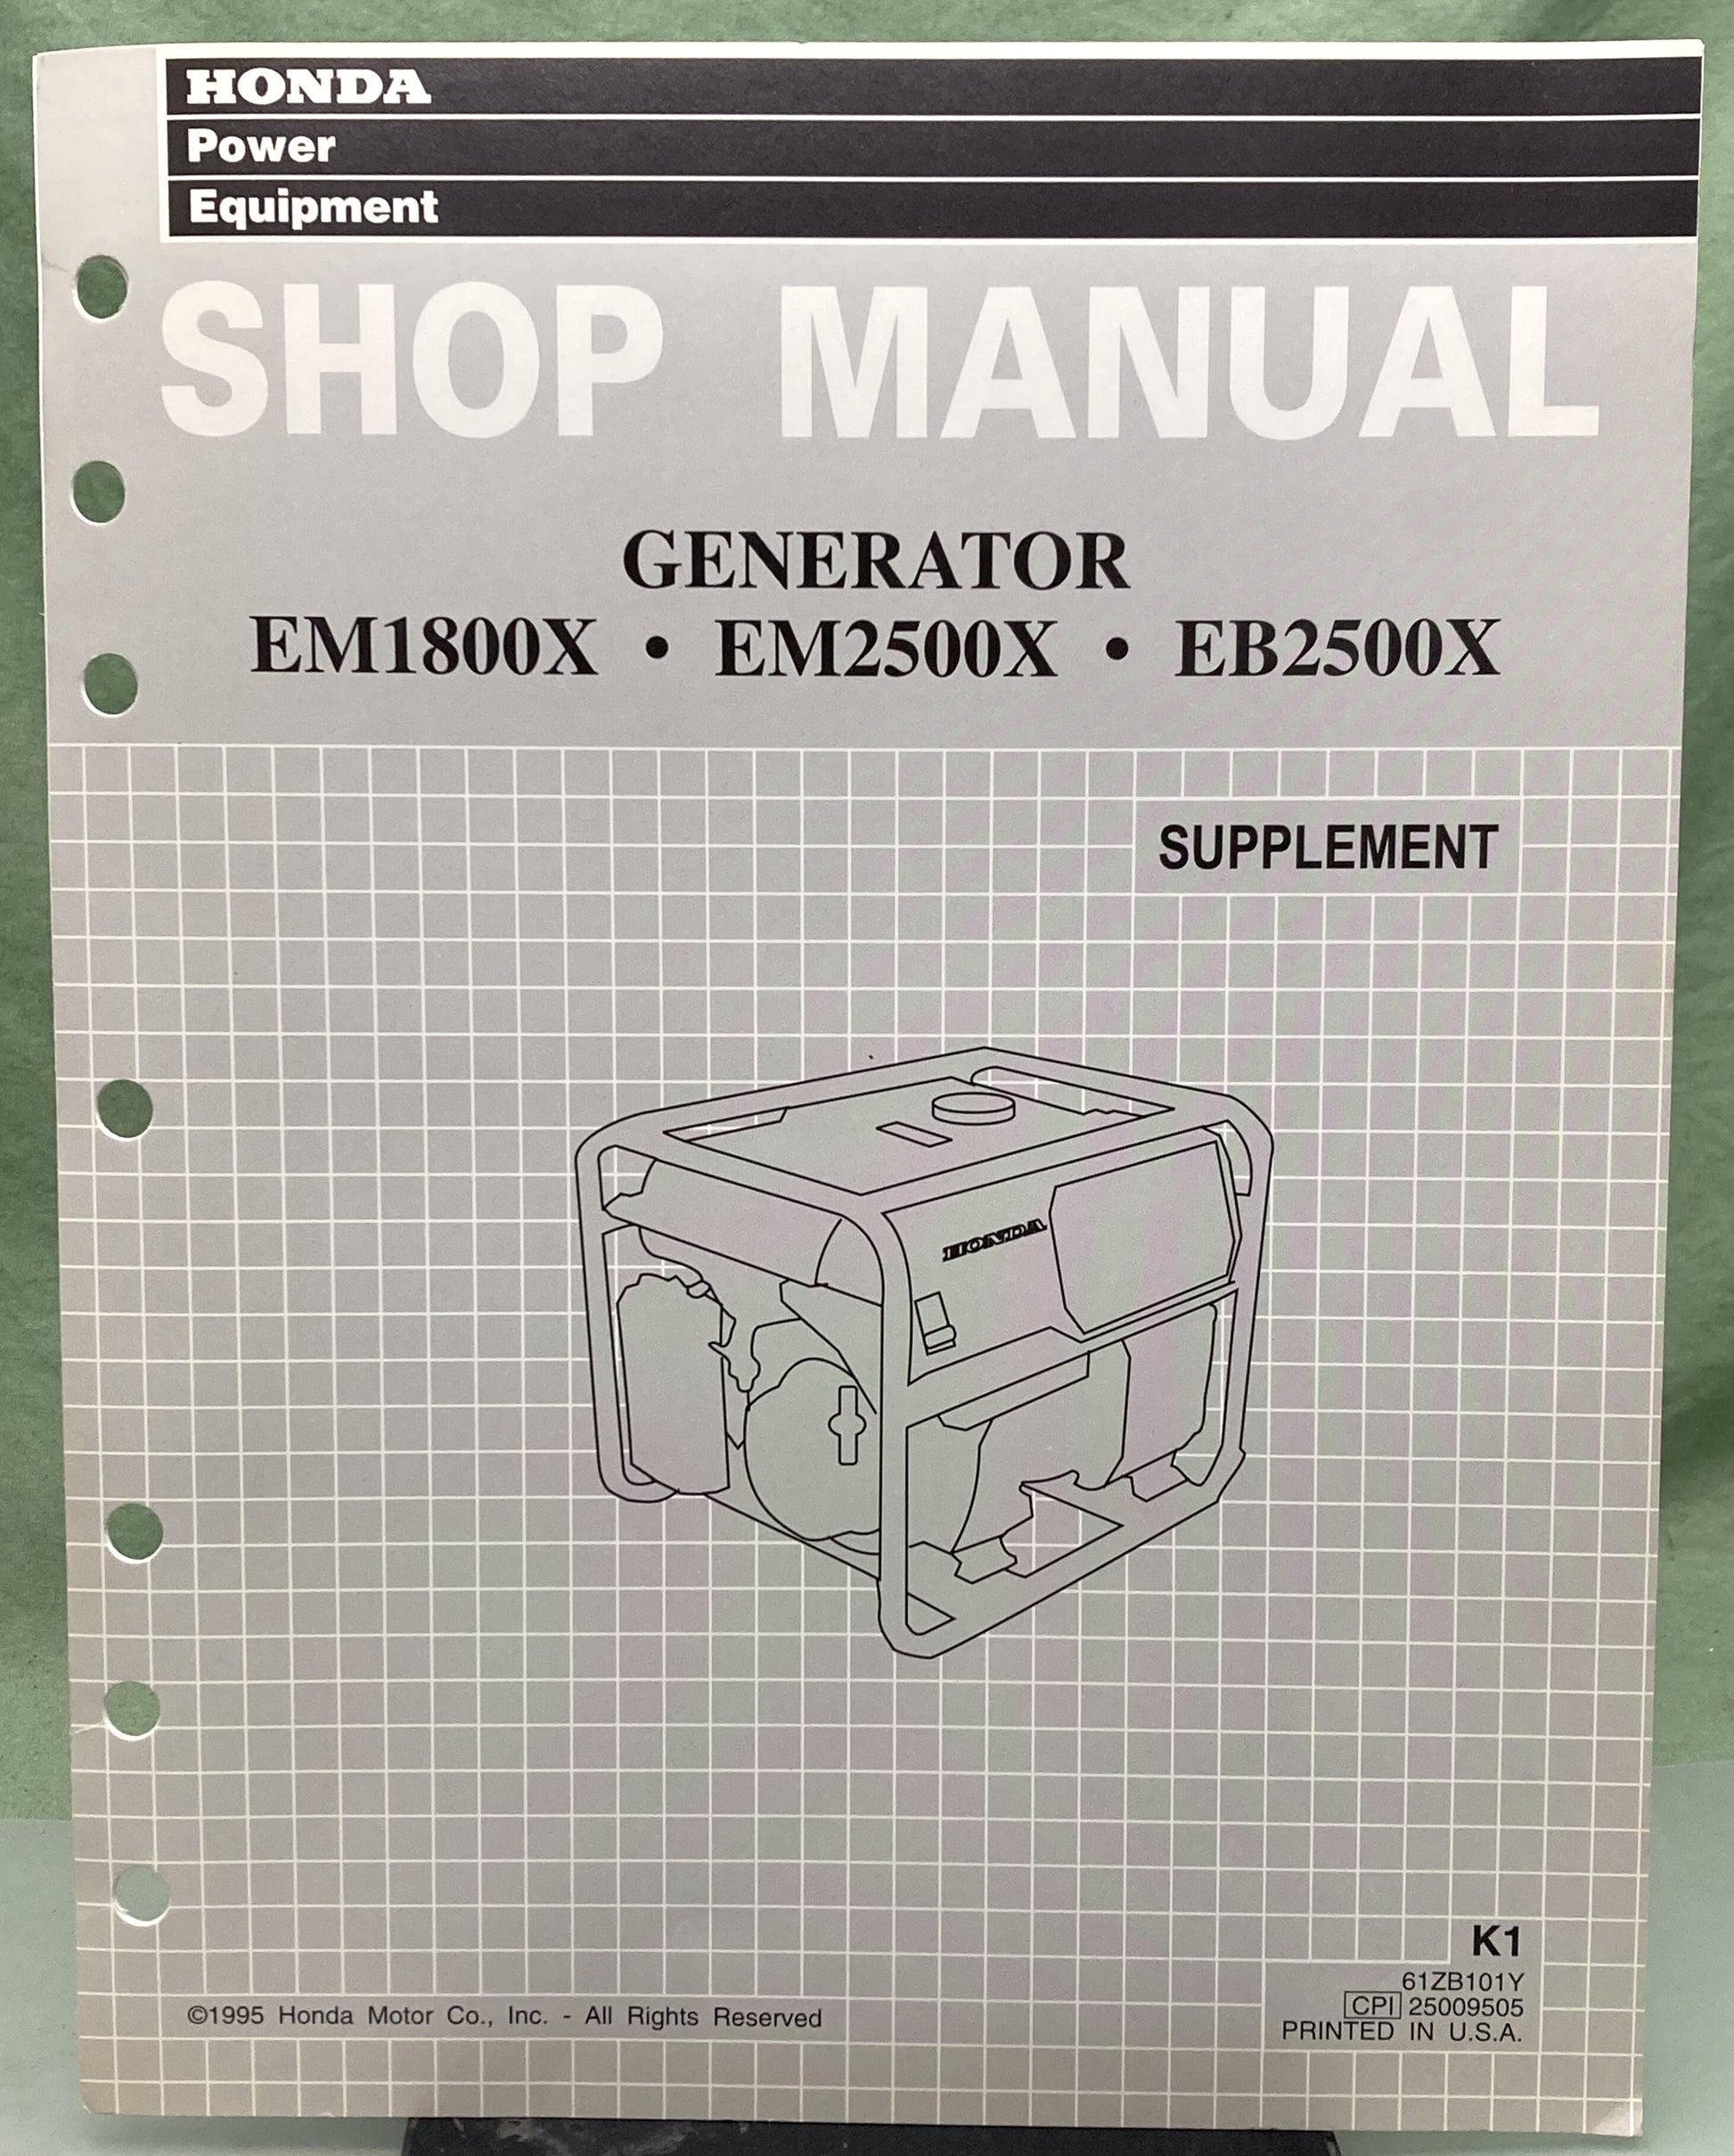 HONDA
Power
Equipment
SHOP MANUAL
GENERATOR
EM1800X • EM2500X • EB2500X
SUPPLEMENT
HONDA
K1
61ZB101Y
CPI 25009505
PRINTED IN U.S.A.
©1995 Honda Motor Co., Inc. - All Rights Reserved